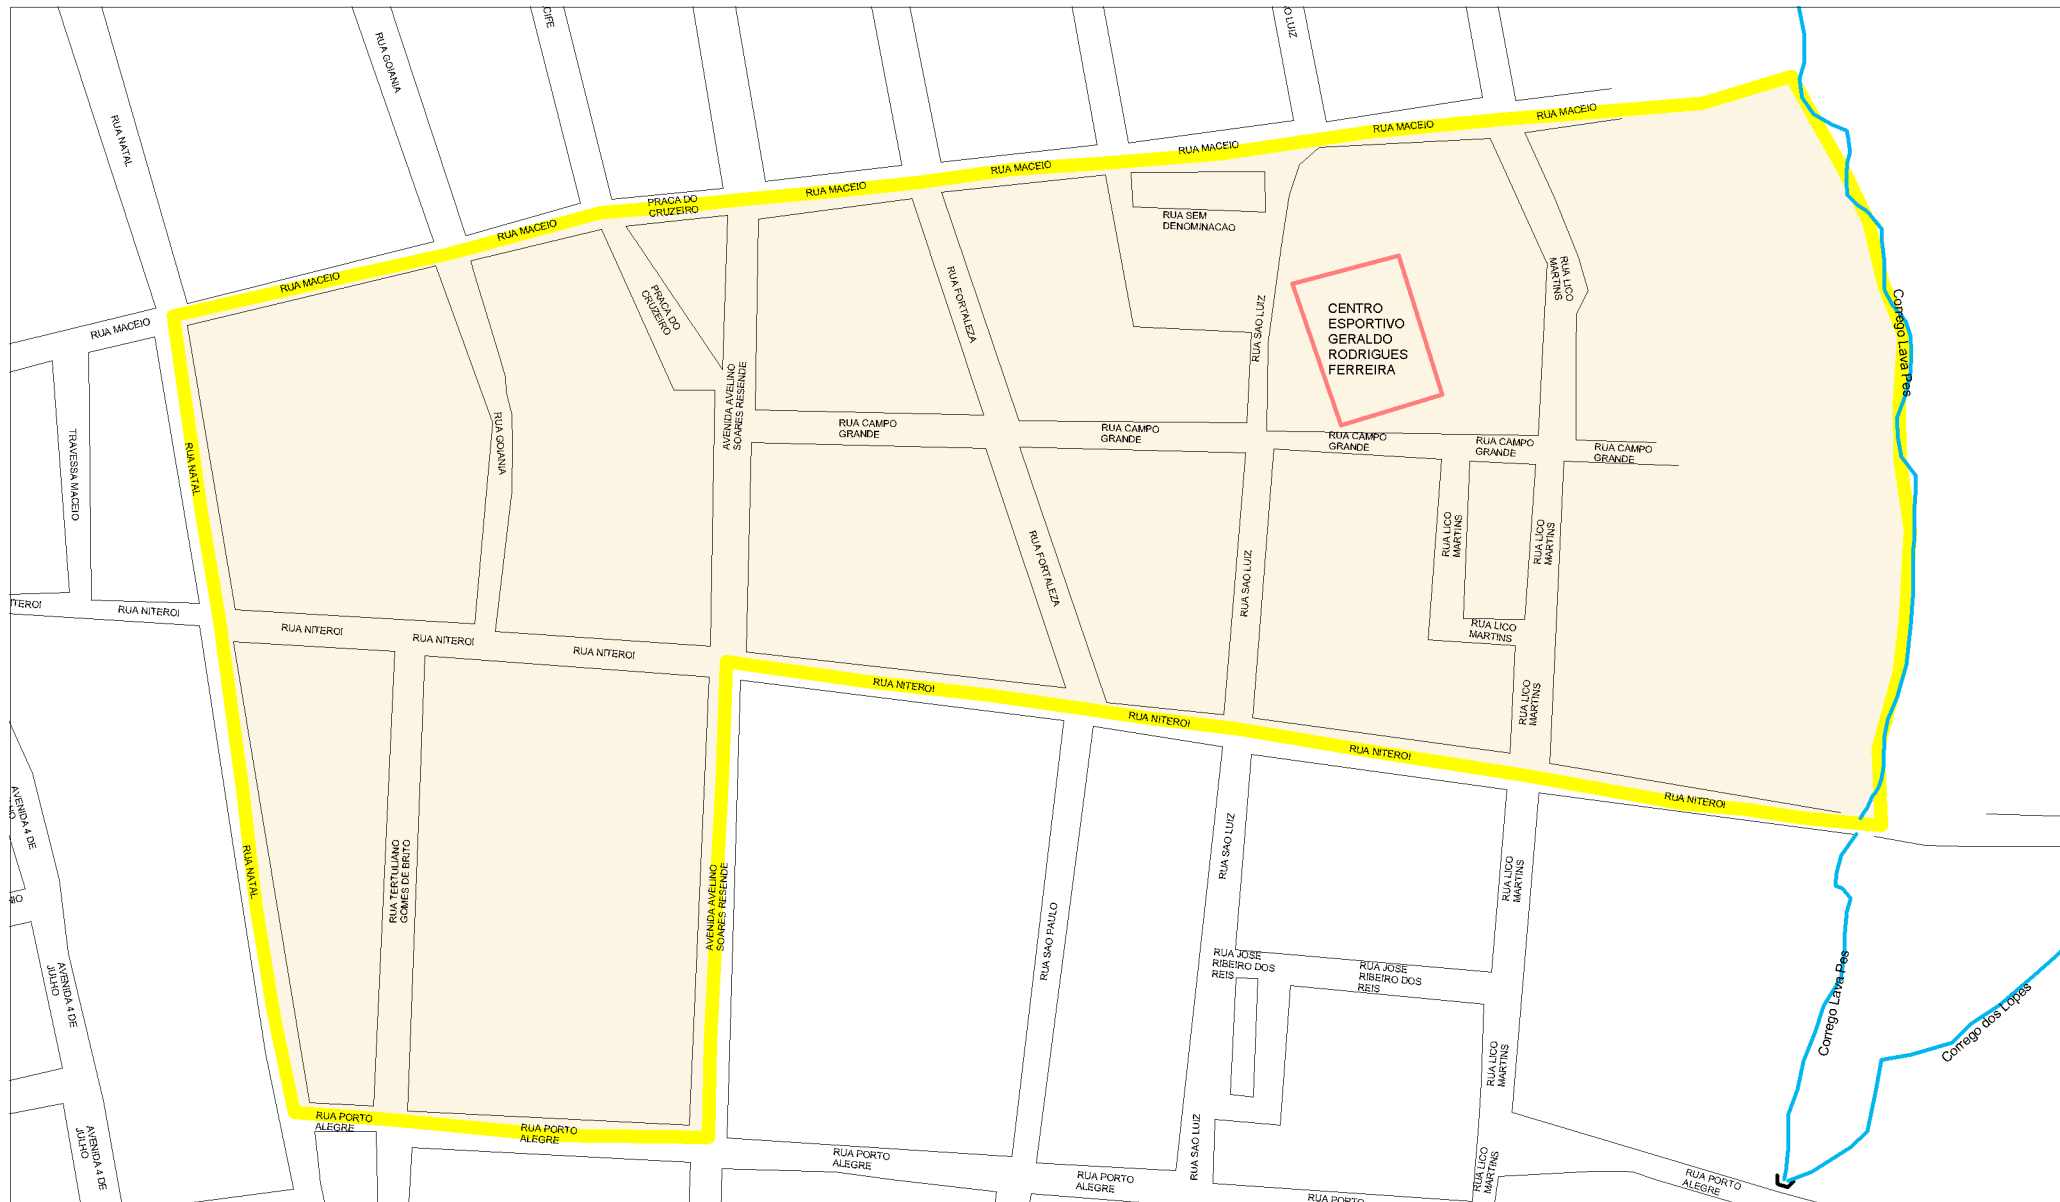 RUA GOIANIA
CIFE
O LUIZ
RUA NATAL
RUA MACEIO
RUA MACEIO
RUA MACEIO
RUA MACEIO
RUA MACEIO
RUA MACEIO
RUA MACEIO
RUA MACEIO
PRACA DO
CRUZEIRO
RUA SEM
DENOMINACAO
RUA LICO
MARTINS
RUA FORTALEZA
PRACA DO
CRUZEIRO
RUA SAO LUIZ
CENTRO
ESPORTIVO
GERALDO
RODRIGUES
FERREIRA
Corrego Lava Pes
AVENIDA AVELINO
SOARES RESENDE
RUA CAMPO
GRANDE
RUA CAMPO
GRANDE
RUA CAMPO
GRANDE
RUA CAMPO
GRANDE
RUA CAMPO
GRANDE
TRAVESSA MACEIO
RUA NATAL
RUA GOIANIA
RUA FORTALEZA
RUA SAO LUIZ
RUA LICO
MARTINS
RUA LICO
MARTINS
RUA LICO
MARTINS
RUA LICO
MARTINS
ITEROI
RUA NITEROI
RUA NITEROI
RUA NITEROI
RUA NITEROI
RUA NITEROI
RUA NITEROI
RUA NITEROI
RUA NITEROI
AVENIDA 4 DE
RUA NATAL
RUA TERTULIANO
GOMES DE BRITO
AVENIDA AVELINO
SOARES RESENDE
RUA SAO PAULO
RUA SAO LUIZ
RUA LICO
MARTINS
RUA JOSE
RIBEIRO DOS
REIS
RUA JOSE
RIBEIRO DOS
REIS
AVENIDA 4 DE
JULHO
RUA LICO
MARTINS
Corrego Lava Pes
Corrego dos Lopes
AVENIDA 4 DE
JULHO
RUA PORTO
ALEGRE
RUA PORTO
ALEGRE
RUA PORTO
ALEGRE
RUA PORTO
ALEGRE
RUA SAO LUIZ
RUA LICO
MARTINS
RUA PORTO
RUA PORTO
ALEGRE